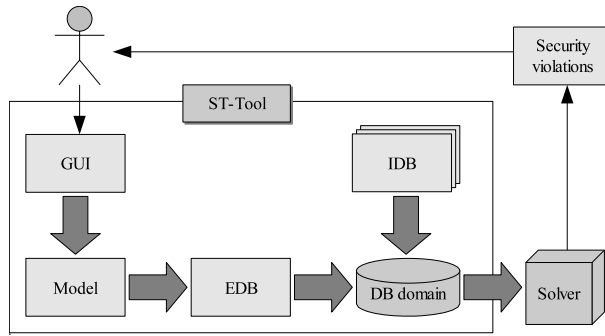 Security
violations
ST-Tool
GUI
IDB
Model
EDB
DB domain
Solver